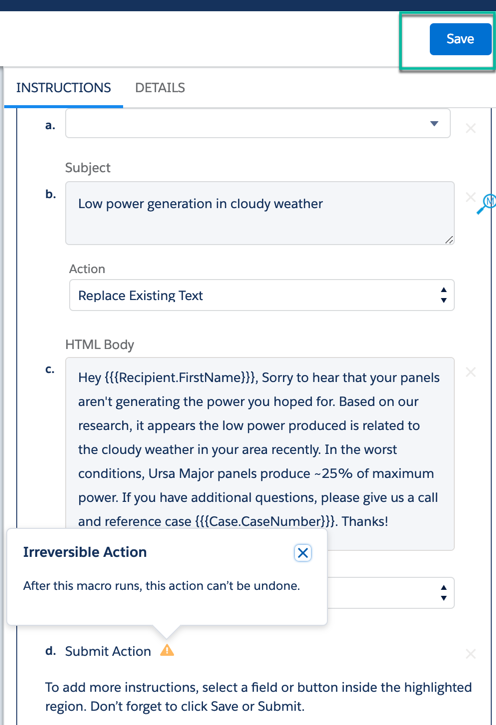 Save
INSTRUCTIONS DETAILS
a.
Subject
b.
Low power generation in cloudy weather
Action
Replace Existing Text
HTML Body
c.
Hey {{{Recipient.FirstName}}}, Sorry to hear that your panels
aren't generating the power you hoped for. Based on our
research, it appears the low power produced is related to
the cloudy weather in your area recently. In the worst
conditions, Ursa Major panels produce ~25% of maximum
power. If you have additional questions, please give us a call
and reference case {{{Case.CaseNumber}}}. Thanks!
Irreversible Action
After this macro runs, this action can't be undone.
d. Submit Action
To add more instructions, select a field or button inside the highlighted
region. Don't forget to click Save or Submit.